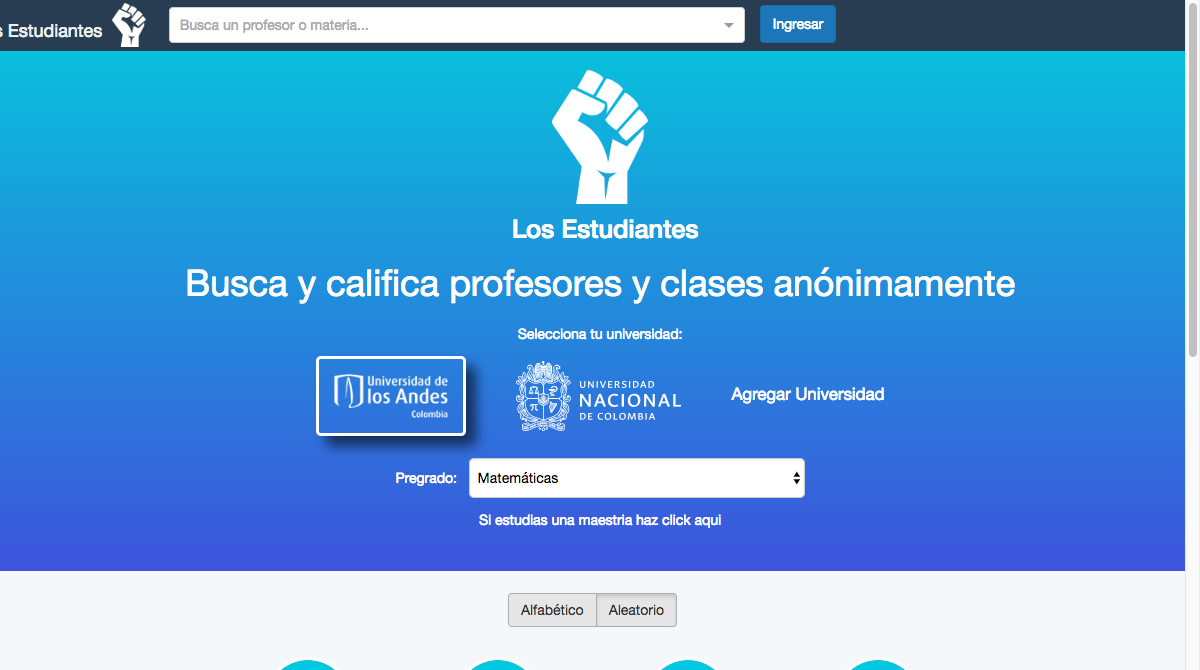 s Estudiantes
Busca un profesor o materia...
Ingresar
Los Estudiantes
Busca y califica profesores y clases anónimamente
Selecciona tu universidad:
Universidad de
los Andes
Colombia
UNIVERSIDAD
NACIONAL
DE COLOMBIA
Agregar Universidad
Pregrado:
Matemáticas
Si estudias una maestria haz click aqui
Alfabético
Aleatorio